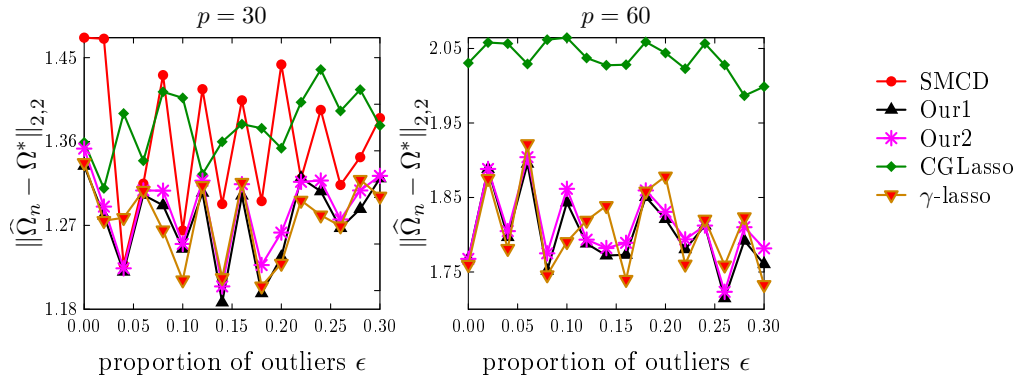 p = 30
1.45
1.36
1.27
1.18
0.00 0.05 0.10 0.15 0.20 0.25 0.30
‖Ω̂ₙ − Ω*‖₂,₂
proportion of outliers ϵ
p = 60
2.05
1.95
1.85
1.75
0.00 0.05 0.10 0.15 0.20 0.25 0.30
‖Ω̂ₙ − Ω*‖₂,₂
proportion of outliers ϵ
SMCD
Our1
Our2
CGLasso
γ-lasso